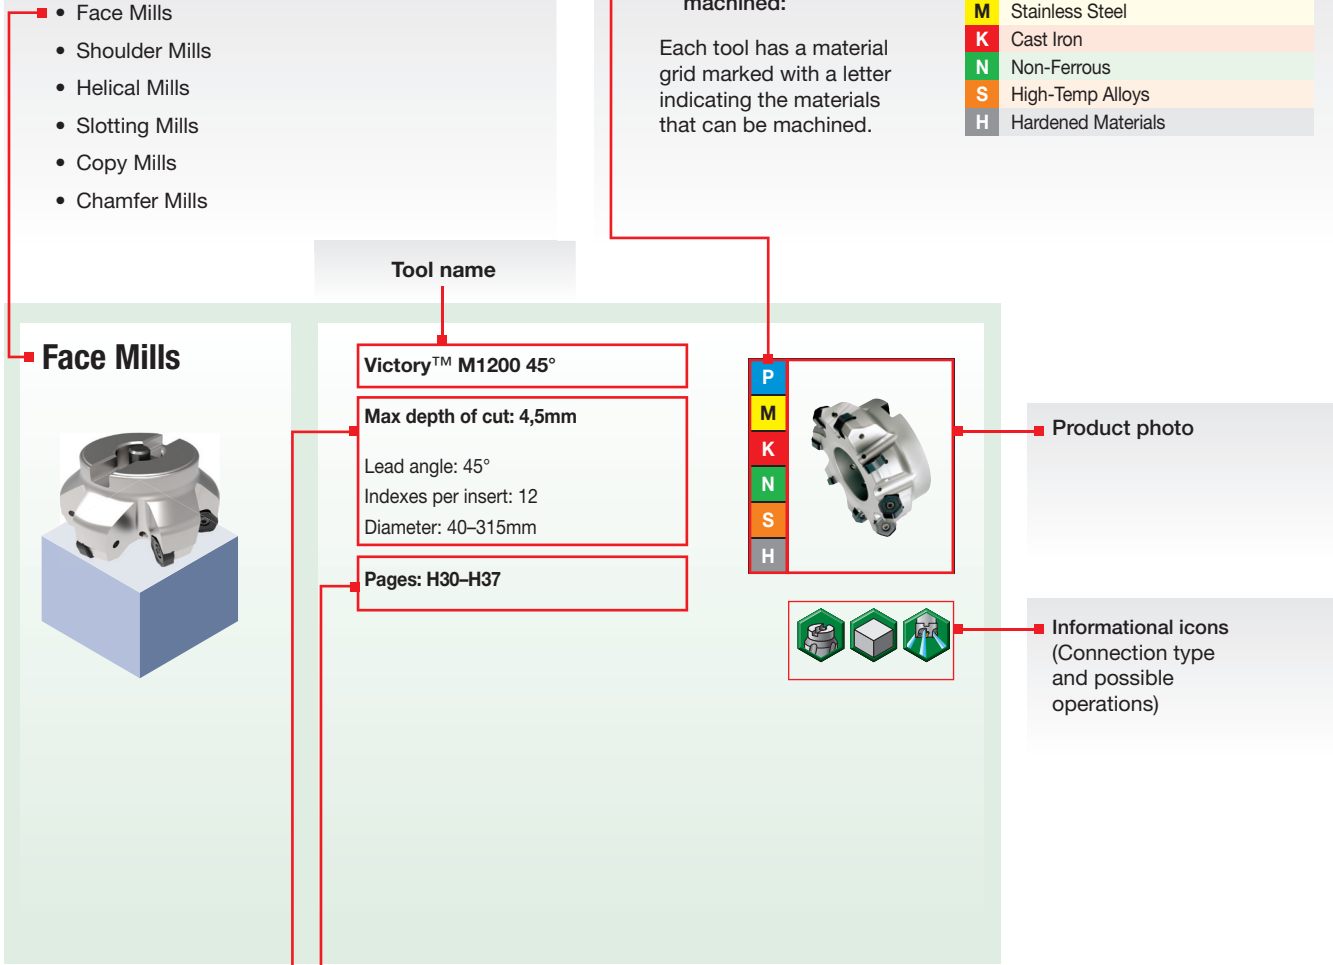 • Face Mills
• Shoulder Mills
• Helical Mills
• Slotting Mills
• Copy Mills
• Chamfer Mills
machined:
Each tool has a material
grid marked with a letter
indicating the materials
that can be machined.
M Stainless Steel
K Cast Iron
N Non-Ferrous
S High-Temp Alloys
H Hardened Materials
Tool name
Face Mills
Victory™ M1200 45°
Max depth of cut: 4,5mm
Lead angle: 45°
Indexes per insert: 12
Diameter: 40–315mm
Pages: H30–H37
P
M
K
N
S
H
Product photo
Informational icons
(Connection type
and possible
operations)